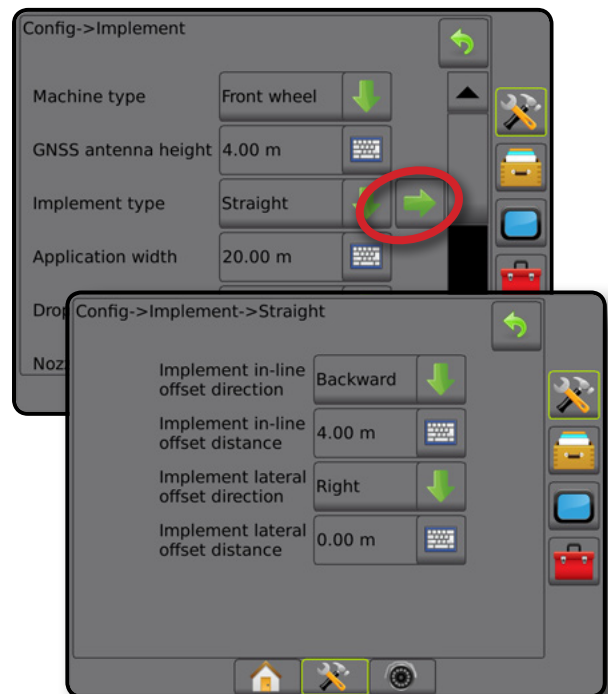 Config->Implement
Machine type Front wheel
GNSS antenna height 4.00 m
Implement type Straight
Application width 20.00 m
Config->Implement->Straight
Implement in-line
offset direction Backward
Implement in-line
offset distance 4.00 m
Implement lateral
offset direction Right
Implement lateral
offset distance 0.00 m